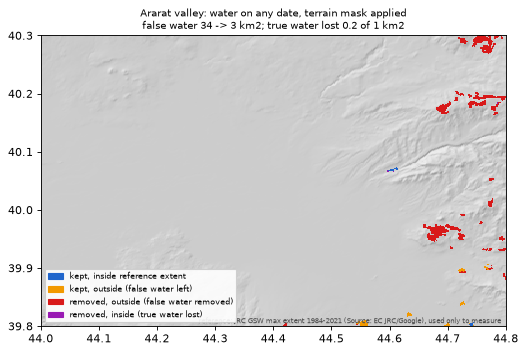 Ararat valley: water on any date, terrain mask applied
false water 34 -> 3 km2; true water lost 0.2 of 1 km2
40.3
40.2
40.1
40.0
39.9
39.8
kept, inside reference extent
kept, outside (false water left)
removed, outside (false water removed)
removed, inside (true water lost)
JRC GSW max extent 1984-2021 (Source: EC JRC/Google), used only to measure
44.0 44.1 44.2 44.3 44.4 44.5 44.6 44.7 44.8